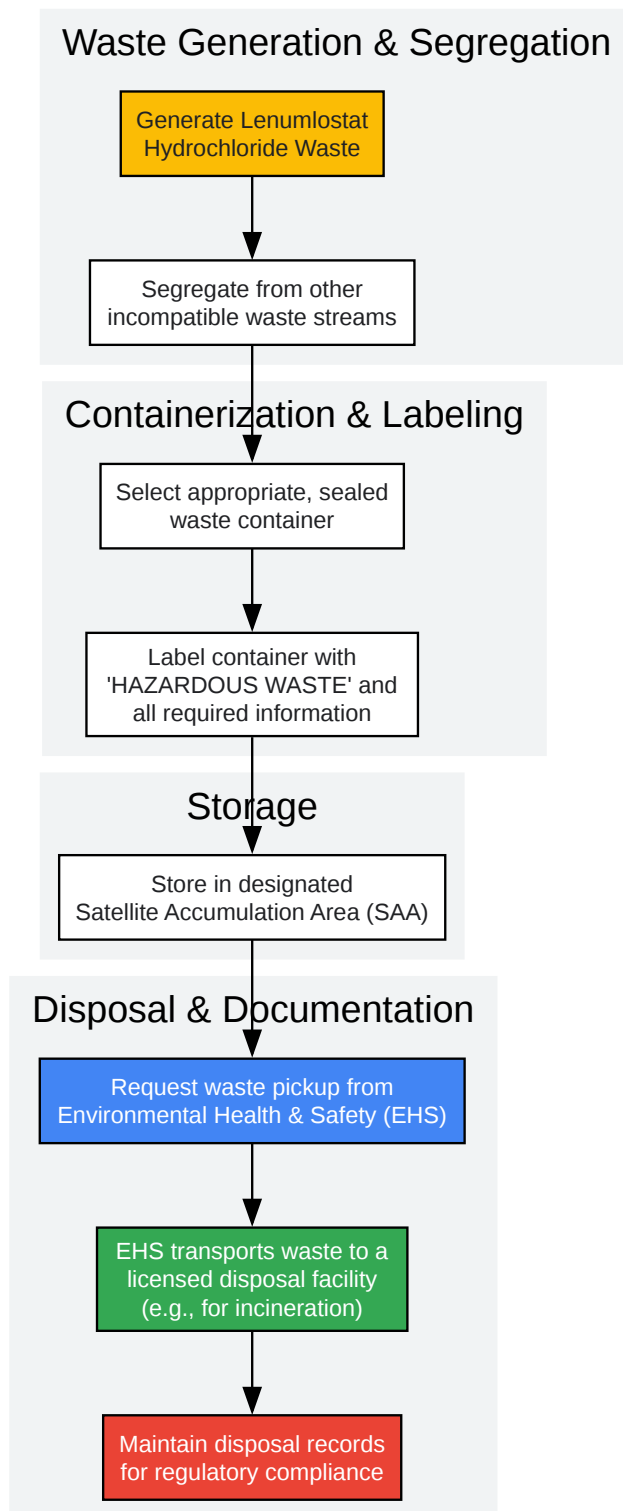 Waste Generation & Segregation
Generate Lenumlostat
Hydrochloride Waste
Segregate from other
incompatible waste streams
Containerization & Labeling
Select appropriate, sealed
waste container
Label container with
'HAZARDOUS WASTE' and
all required information
Storage
Store in designated
Satellite Accumulation Area (SAA)
Disposal & Documentation
Request waste pickup from
Environmental Health & Safety (EHS)
EHS transports waste to a
licensed disposal facility
(e.g., for incineration)
Maintain disposal records
for regulatory compliance